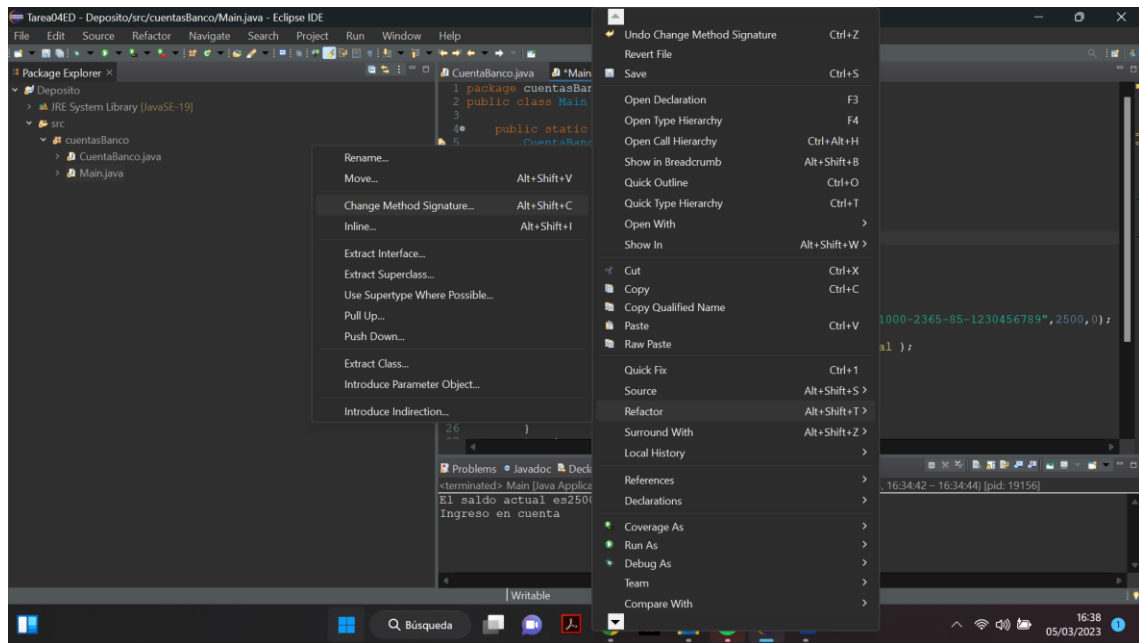 Tarea04ED - Deposito/src/cuentasBanco/Main.java - Eclipse IDE
File Edit Source Refactor Navigate Search Project Run Window Help
Package Explorer ×
Deposito
JRE System Library [JavaSE-19]
src
cuentasBanco
CuentaBanco.java
Main.java
CuentaBanco.java *Main
1 package cuentasBan
2 public class Main
3
4 public static
5 CuentaBanc
Rename...
Move... Alt+Shift+V
Change Method Signature... Alt+Shift+C
Inline... Alt+Shift+I
Extract Interface...
Extract Superclass...
Use Supertype Where Possible...
Pull Up...
Push Down...
Extract Class...
Introduce Parameter Object...
Introduce Indirection...
Undo Change Method Signature Ctrl+Z
Revert File
Save Ctrl+S
Open Declaration F3
Open Type Hierarchy F4
Open Call Hierarchy Ctrl+Alt+H
Show in Breadcrumb Alt+Shift+B
Quick Outline Ctrl+O
Quick Type Hierarchy Ctrl+T
Open With >
Show In Alt+Shift+W >
Cut Ctrl+X
Copy Ctrl+C
Copy Qualified Name
Paste Ctrl+V
Raw Paste
Quick Fix Ctrl+1
Source Alt+Shift+S >
Refactor Alt+Shift+T >
Surround With Alt+Shift+Z >
Local History >
References >
Declarations >
Coverage As >
Run As >
Debug As >
Team >
Compare With >
1000-2365-85-1230456789",2500,0);
al );
26 }
Problems Javadoc Decla
<terminated> Main [Java Applica , 16:34:42 – 16:34:44) [pid: 19156]
El saldo actual es2500
Ingreso en cuenta
Writable
Búsqueda
16:38
05/03/2023
1